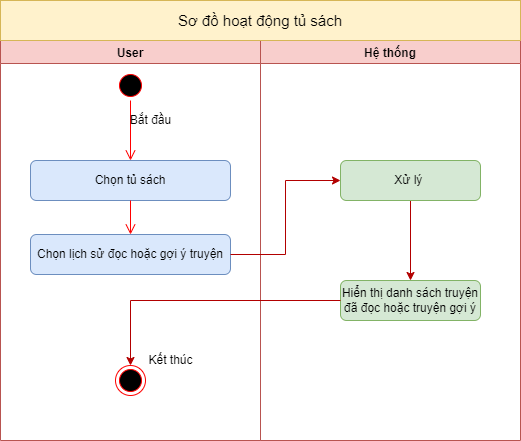 Sơ đồ hoạt động tủ sách
User
Hệ thống
Bắt đầu
Chọn tủ sách
Xử lý
Chọn lịch sử đọc hoặc gợi ý truyện
Hiển thị danh sách truyện
đã đọc hoặc truyện gợi ý
Kết thúc